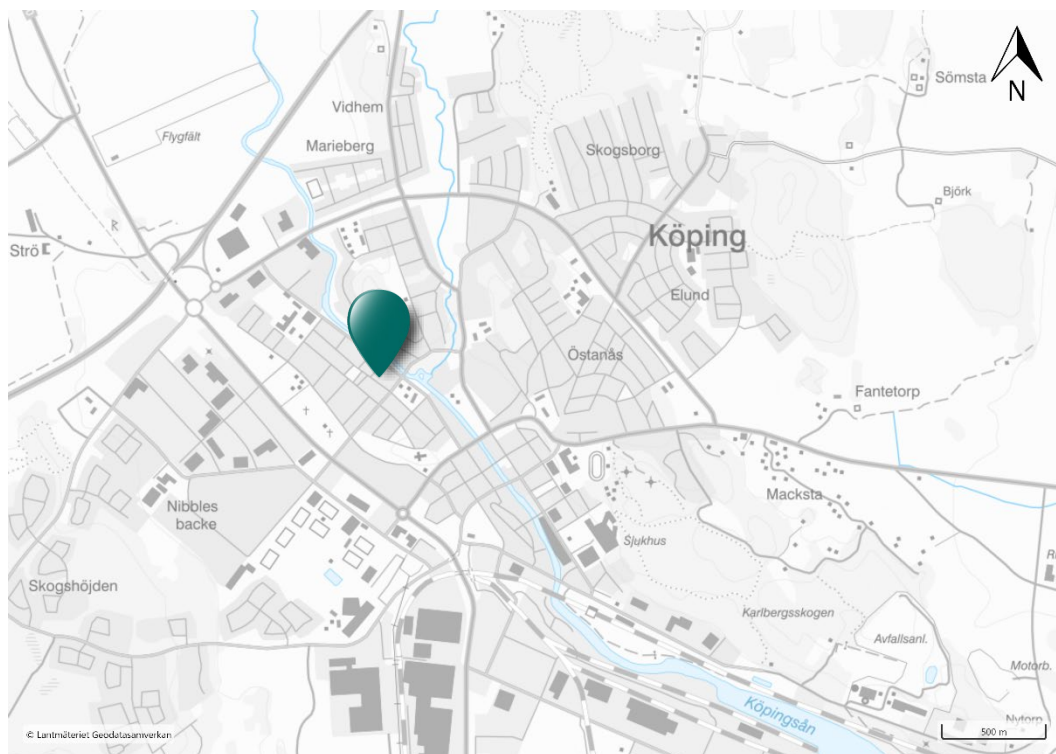 N
Sömsta
Vidhem
Flygfält
Marieberg
Skogsborg
Björk
Köping
Strö
Elund
Östanås
Fantetorp
Macksta
Nibbles
backe
Sjukhus
Skogshöjden
Karlbergsskogen
Avfallsanl.
Motorb.
Köpingsån
Nytorp
500 m
© Lantmäteriet Geodatasamverkan